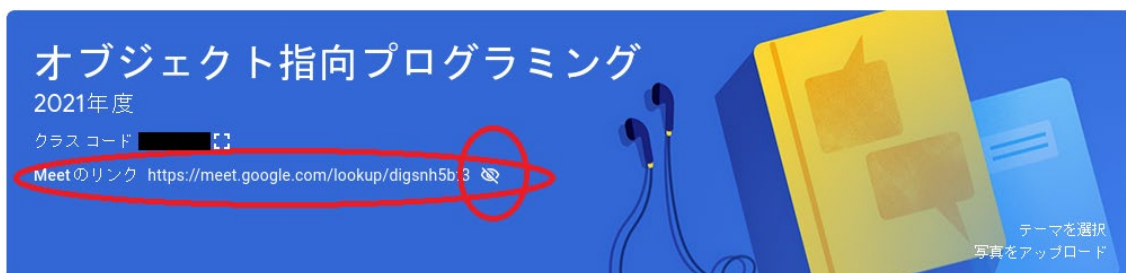 オブジェクト指向プログラミング
2021年度
クラス コード
Meetのリンク https://meet.google.com/lookup/
テーマを選択
写真をアップロード